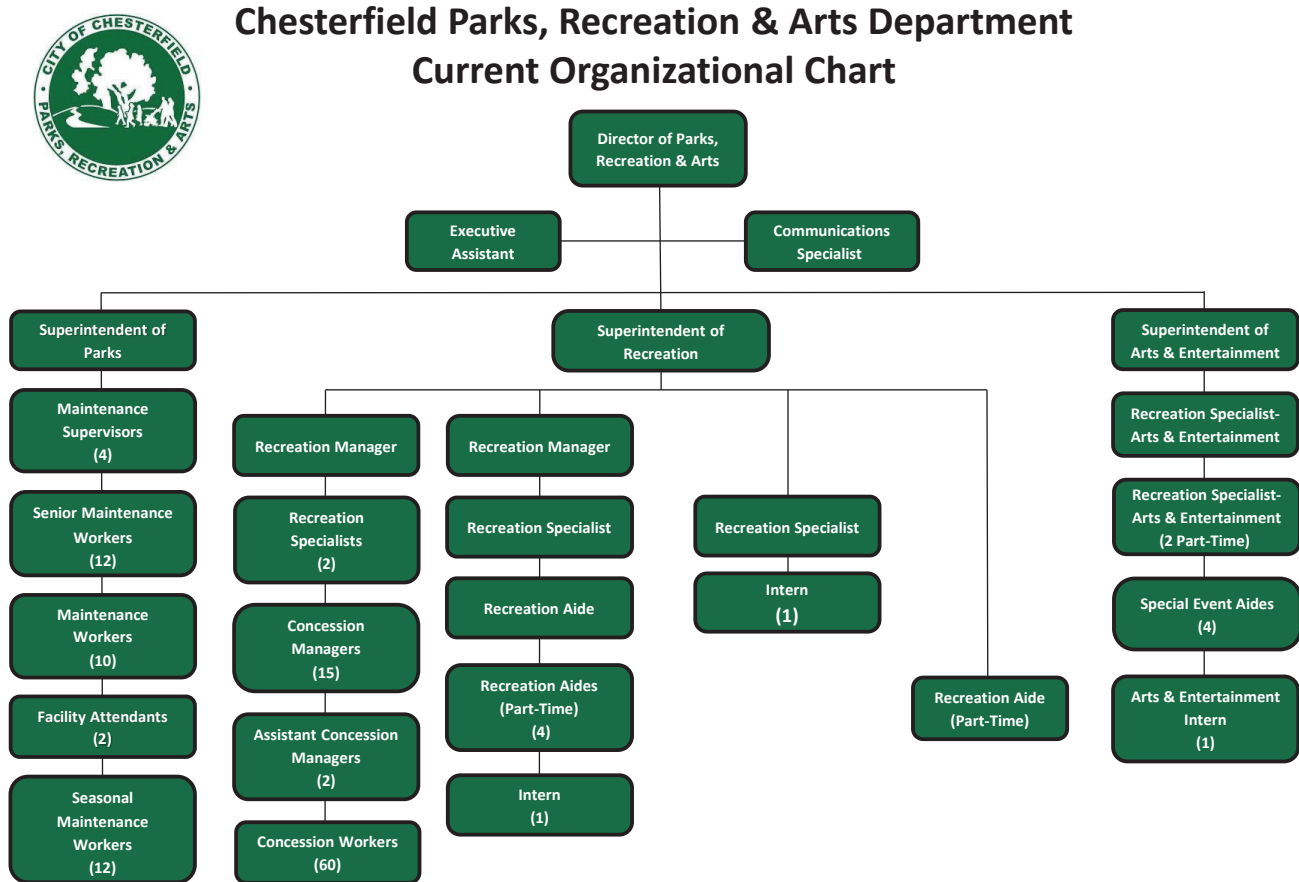 Chesterfield Parks, Recreation & Arts Department
Current Organizational Chart
CITY OF CHESTERFIELD
PARKS, RECREATION & ARTS
Director of Parks,
Recreation & Arts
Executive
Assistant
Communications
Specialist
Superintendent of
Parks
Maintenance
Supervisors
(4)
Senior Maintenance
Workers
(12)
Maintenance
Workers
(10)
Facility Attendants
(2)
Seasonal
Maintenance
Workers
(12)
Superintendent of
Recreation
Recreation Manager
Recreation
Specialists
(2)
Concession
Managers
(15)
Assistant Concession
Managers
(2)
Concession Workers
(60)
Recreation Manager
Recreation Specialist
Recreation Aide
Recreation Aides
(Part-Time)
(4)
Intern
(1)
Recreation Specialist
Intern
(1)
Recreation Aide
(Part-Time)
Superintendent of
Arts & Entertainment
Recreation Specialist-
Arts & Entertainment
Recreation Specialist-
Arts & Entertainment
(2 Part-Time)
Special Event Aides
(4)
Arts & Entertainment
Intern
(1)